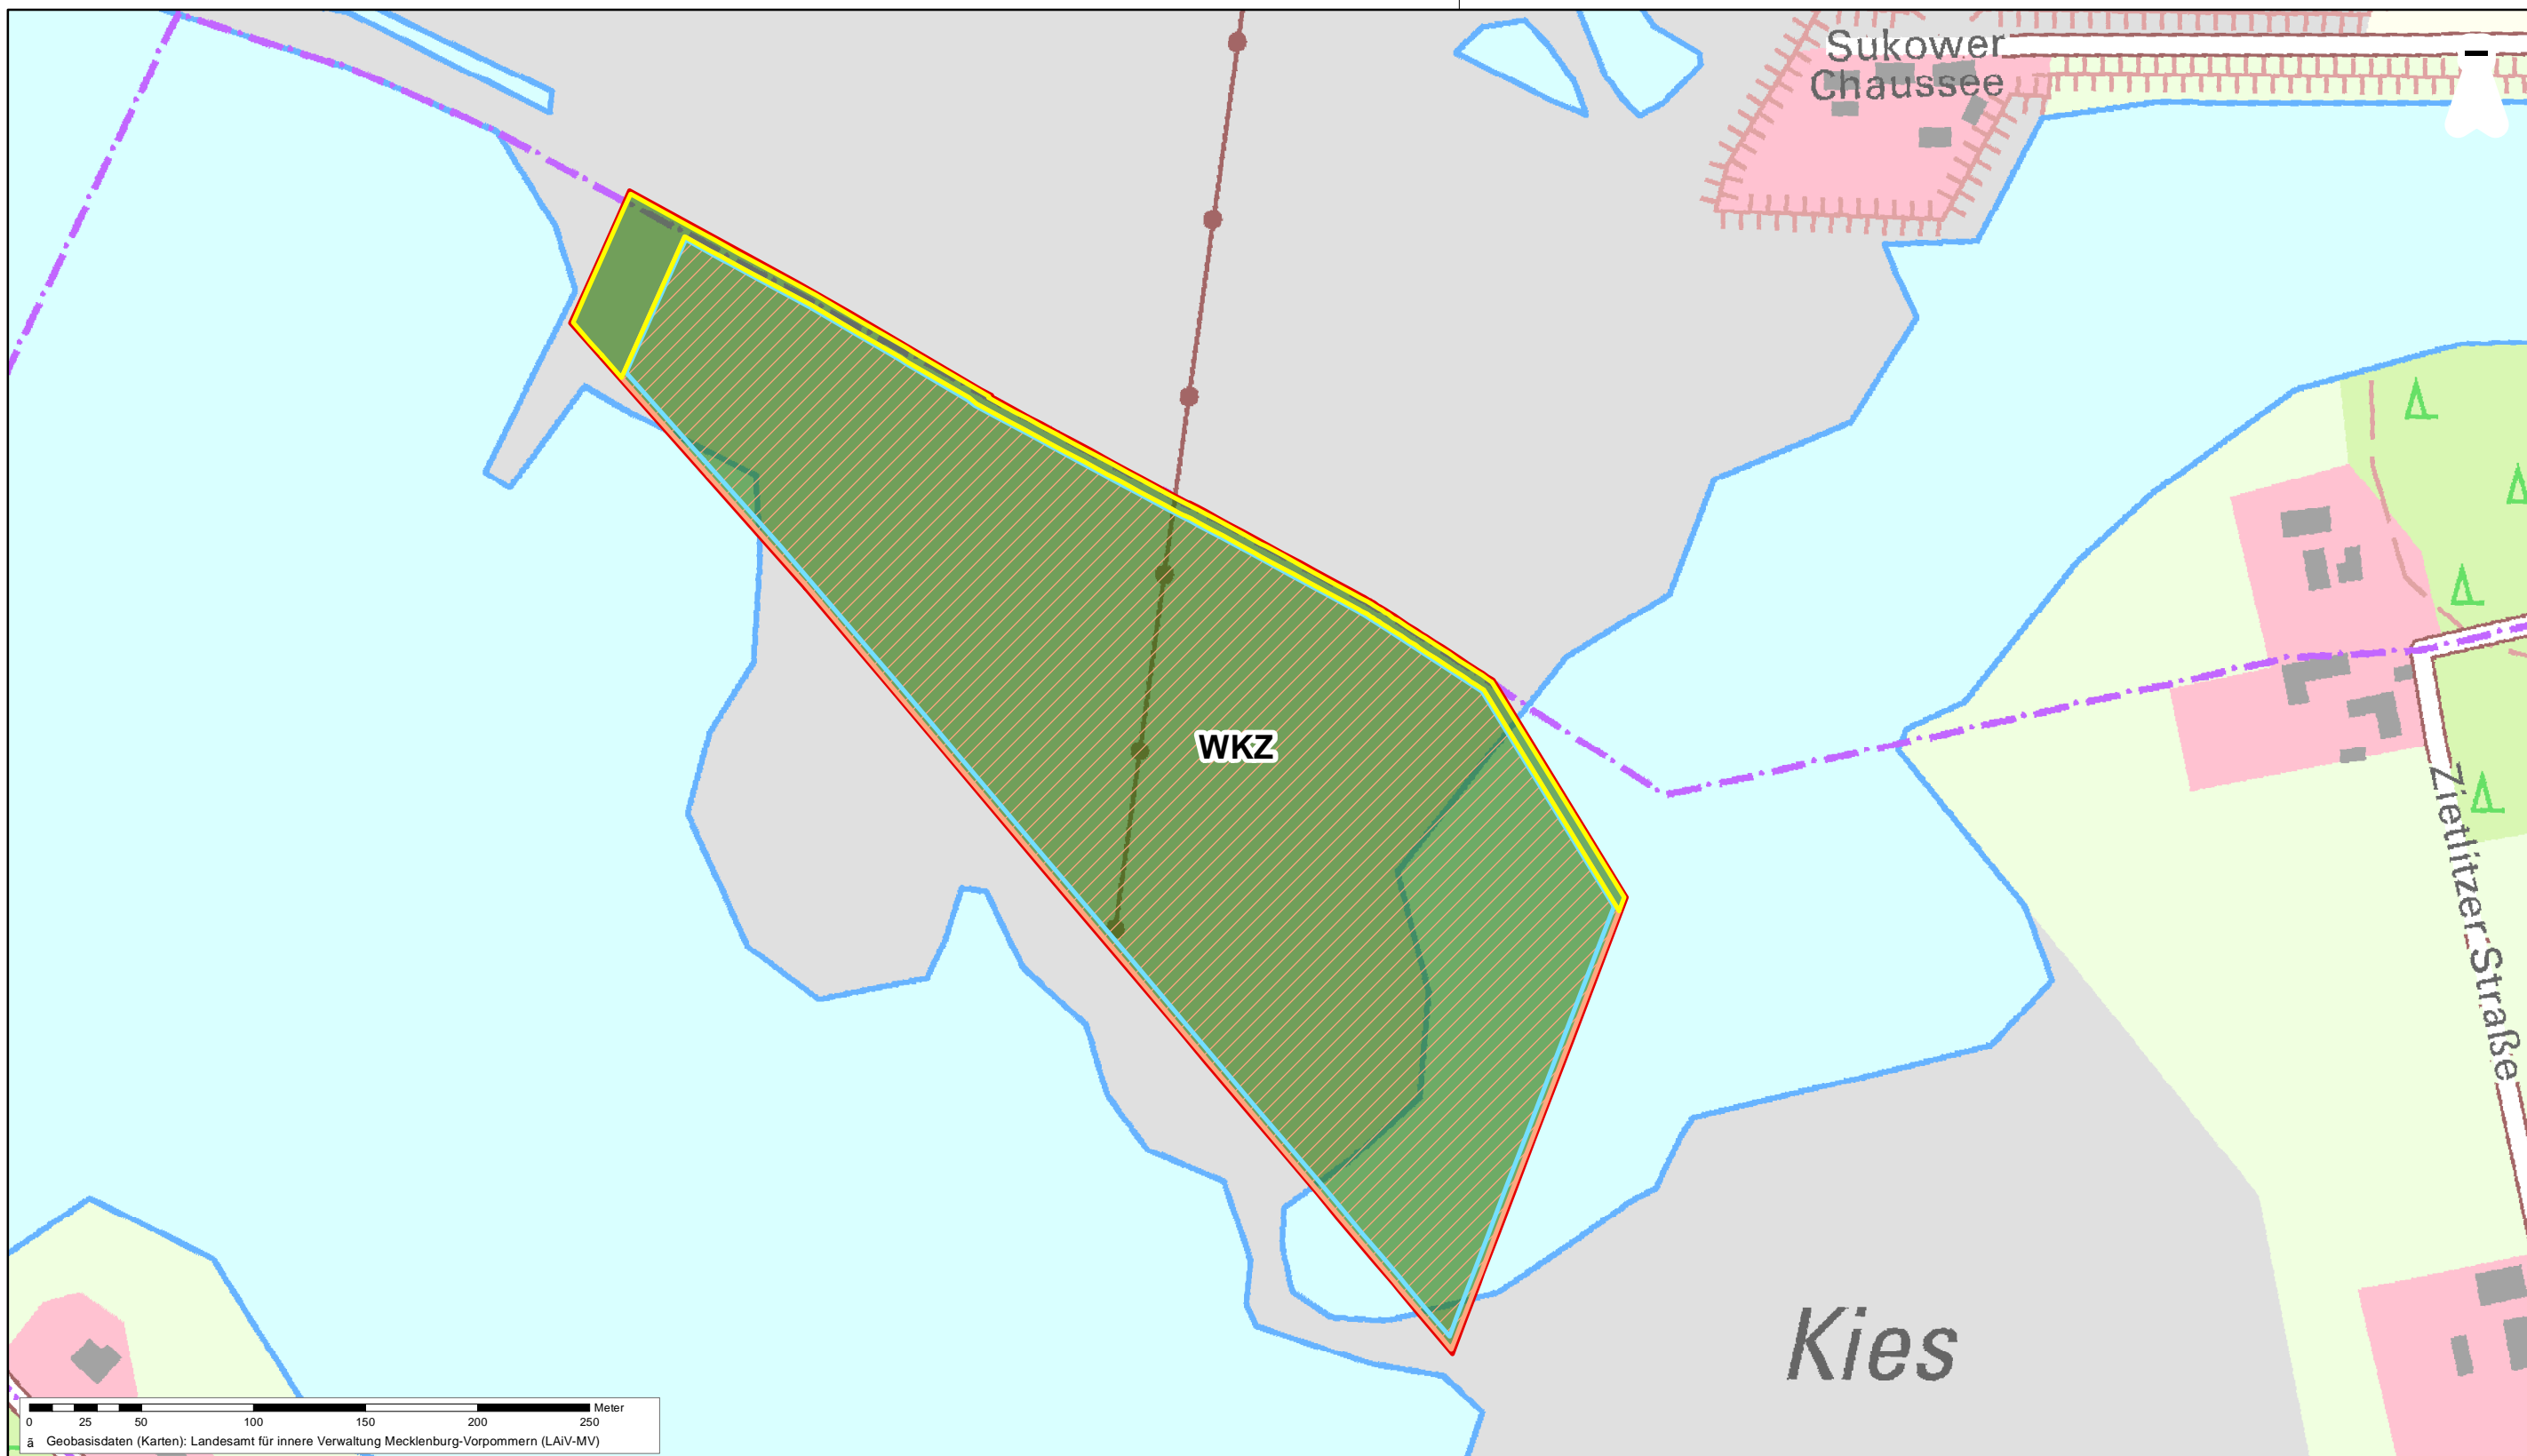 Sukower
Chaussee
WKZ
Zietlitzer Straße
Kies
Meter
0 25 50 100 150 200 250
ã Geobasisdaten (Karten): Landesamt für innere Verwaltung Mecklenburg-Vorpommern (LAiV-MV)